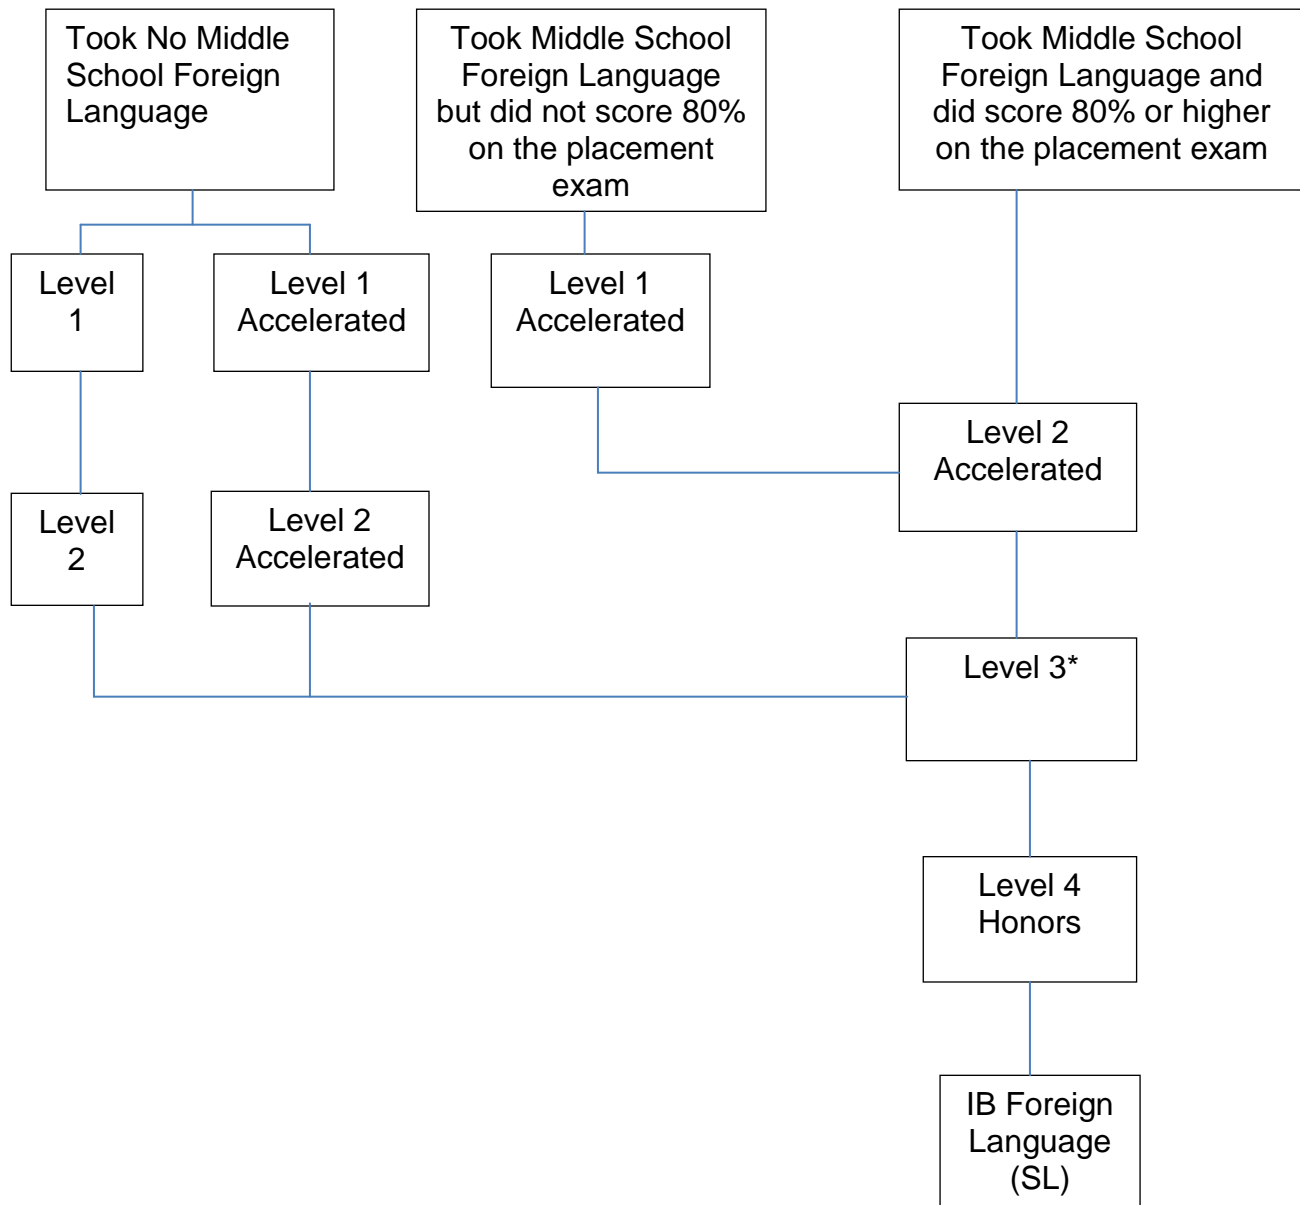 Took No Middle
School Foreign
Language
Took Middle School
Foreign Language
but did not score 80%
on the placement
exam
Took Middle School
Foreign Language and
did score 80% or higher
on the placement exam
Level
1
Level 1
Accelerated
Level 1
Accelerated
Level 2
Accelerated
Level
2
Level 2
Accelerated
Level 3*
Level 4
Honors
IB Foreign
Language
(SL)